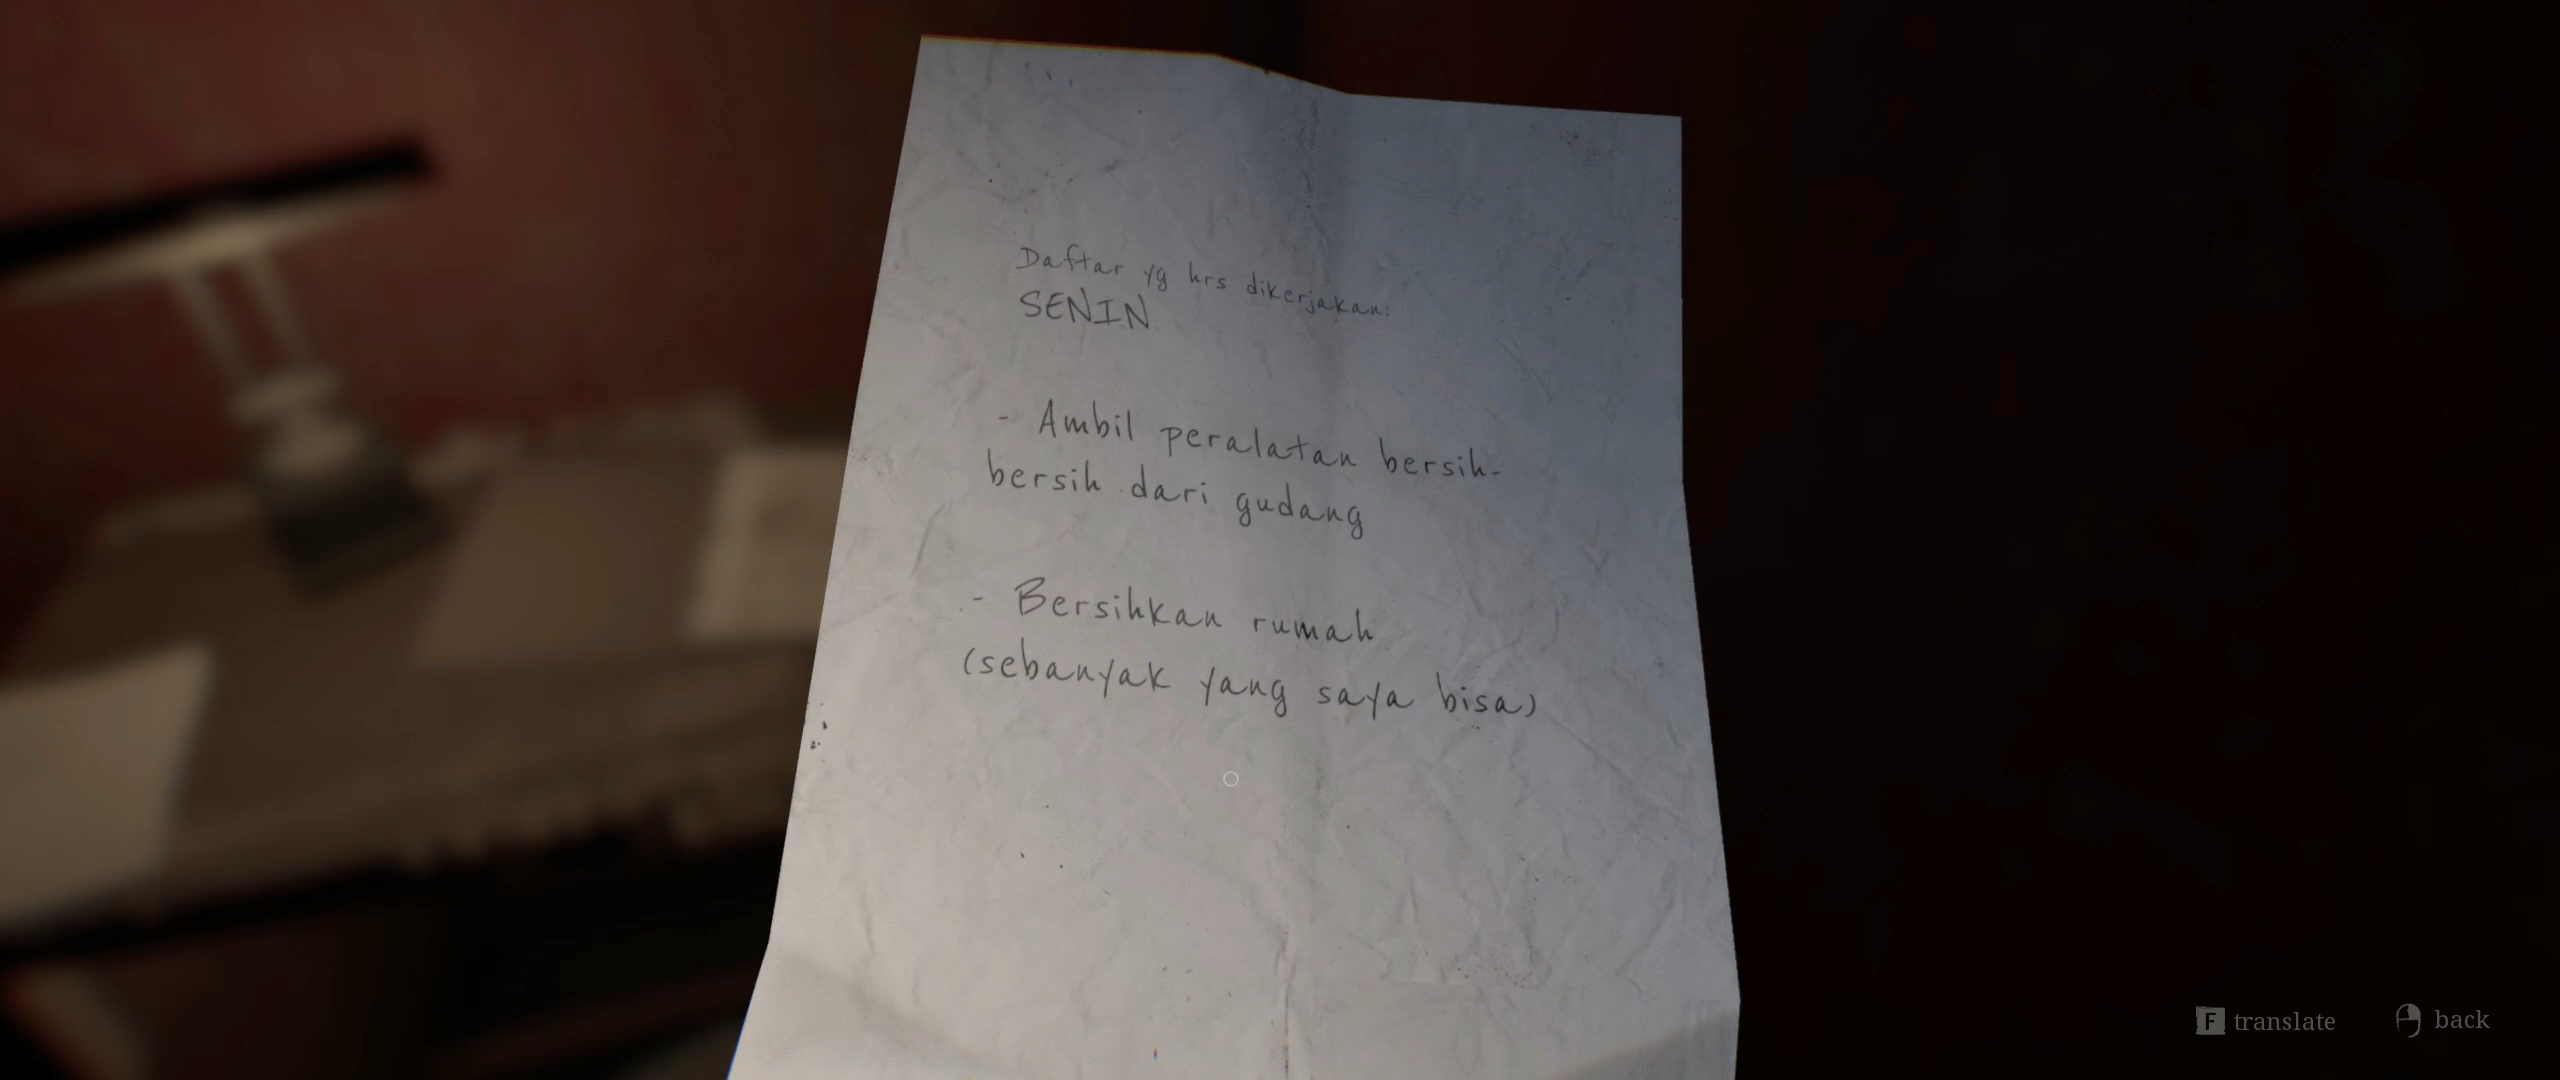 Daftar yg hrs dikerjakan:
SENIN
- Ambil peralatan bersih-
bersih dari gudang
- Bersihkan rumah
(sebanyak yang saya bisa)
F translate
back